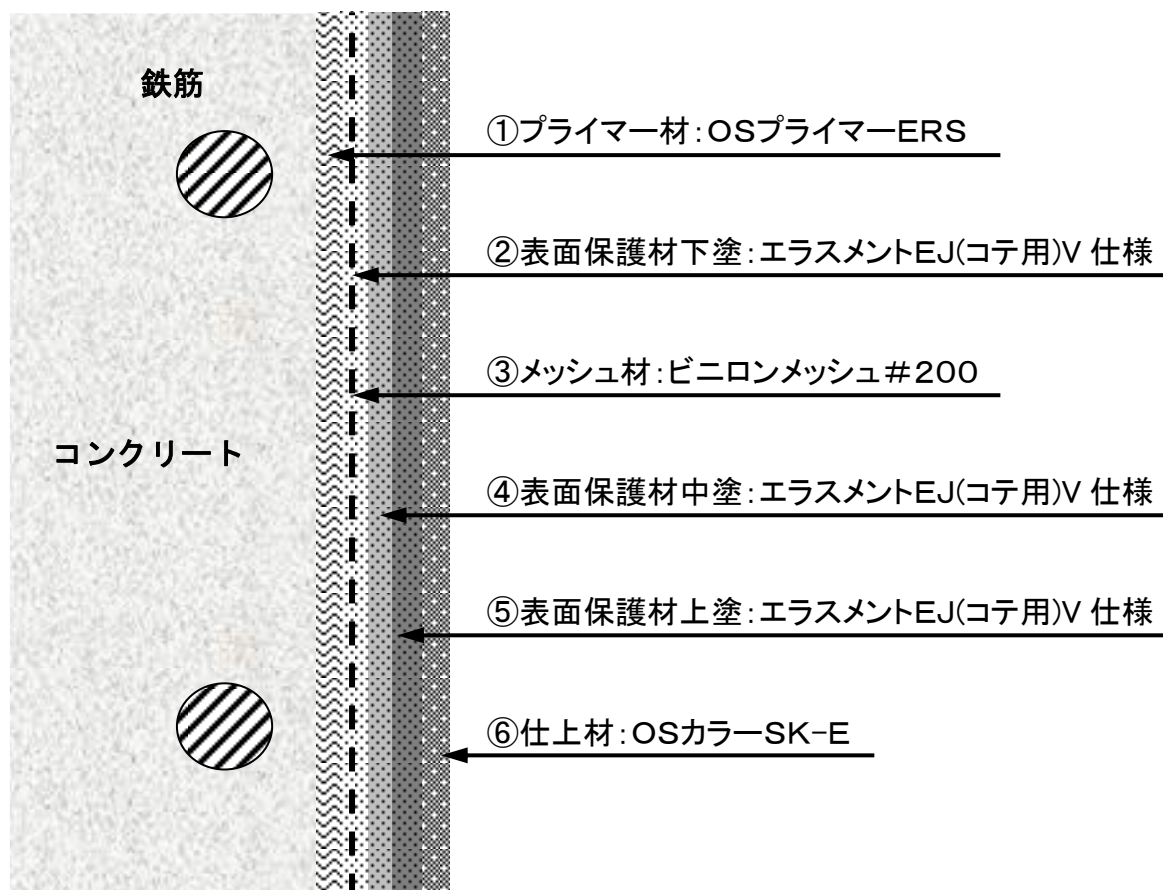 鉄筋
①プライマー材：OSプライマーERS
②表面保護材下塗：エラスメントEJ(コテ用)V 仕様
③メッシュ材：ビニロンメッシュ＃200
コンクリート
④表面保護材中塗：エラスメントEJ(コテ用)V 仕様
⑤表面保護材上塗：エラスメントEJ(コテ用)V 仕様
⑥仕上材：OSカラーSK-E